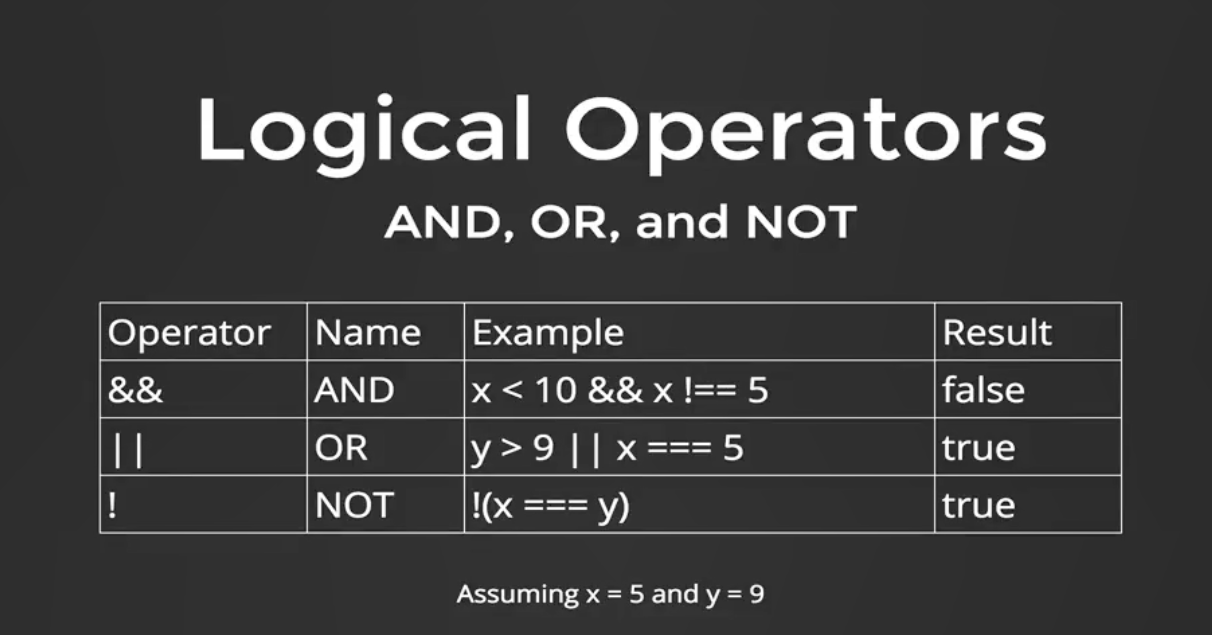 Logical Operators
AND, OR, and NOT
Operator Name Example Result
&& AND x < 10 && x !== 5 false
|| OR y > 9 || x === 5 true
! NOT !(x === y) true
Assuming x = 5 and y = 9